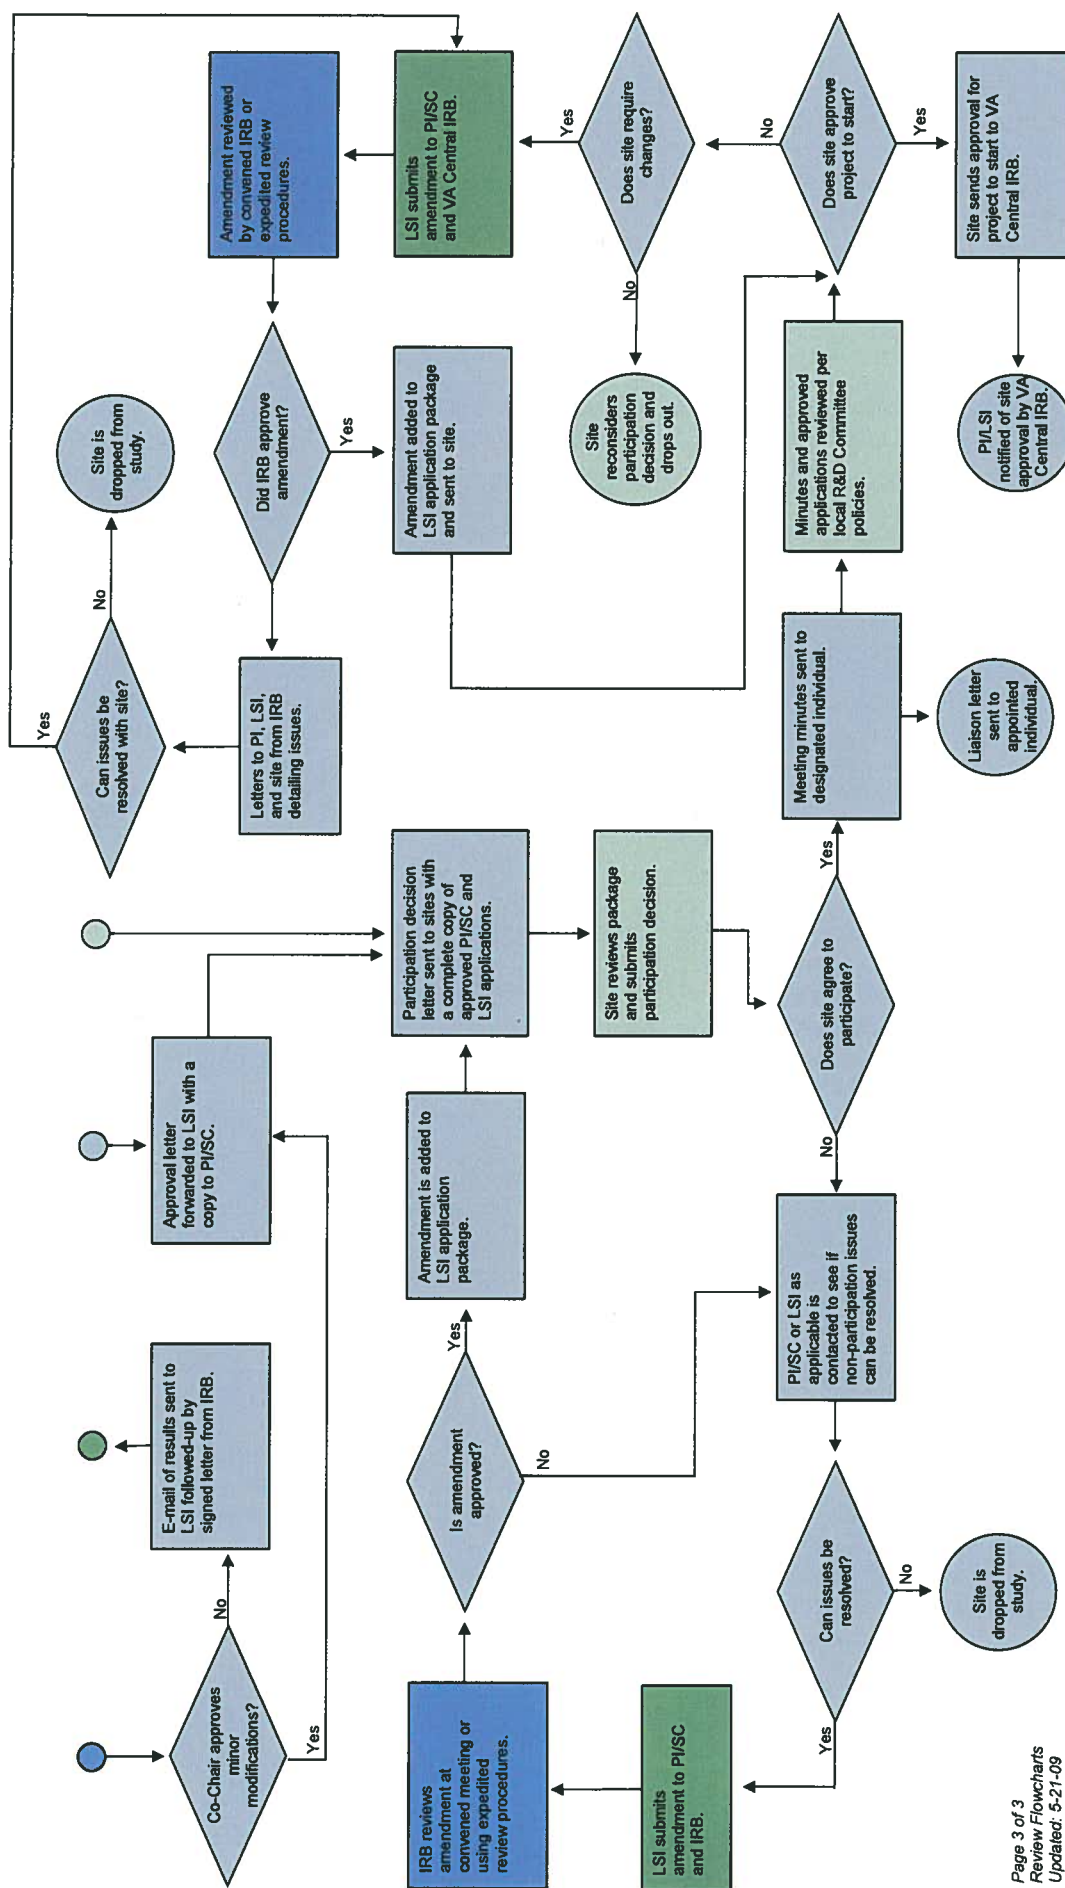 Co-Chair approves
minor
modifications?
No
Yes
E-mail of results sent to
LSI followed-up by
signed letter from IRB.
Approval letter
forwarded to LSI with a
copy to PI/SC.
IRB reviews
amendment at
convened meeting or
using expedited
review procedures.
Is amendment
approved?
Yes
No
Amendment is added to
LSI application
package.
Participation decision
letter sent to sites with
a complete copy of
approved PI/SC and
LSI applications.
LSI submits
amendment to PI/SC
and IRB.
Site reviews package
and submits
participation decision.
Can issues be
resolved?
Yes
No
PI/SC or LSI as
applicable is
contacted to see if
non-participation issues
can be resolved.
No
Does site agree to
participate?
Yes
Meeting minutes sent to
designated individual.
Site is
dropped from
study.
Liaison letter
sent to
appointed
individual.
Can issues be
resolved with site?
Yes
No
Site is
dropped from
study.
Letters to PI, LSI,
and site from IRB
detailing issues.
Did IRB approve
amendment?
Yes
Amendment reviewed
by convened IRB or
expedited review
procedures.
Amendment added to
LSI application package
and sent to site.
LSI submits
amendment to PI/SC
and VA Central IRB.
Site
reconsiders
participation
decision and
drops out.
No
Does site require
changes?
Yes
Minutes and approved
applications reviewed per
local R&D Committee
policies.
No
Does site approve
project to start?
Yes
PI/LSI
notified of site
approval by VA
Central IRB.
Site sends approval for
project to start to VA
Central IRB.
Page 3 of 3
Review Flowcharts
Updated: 5-21-09